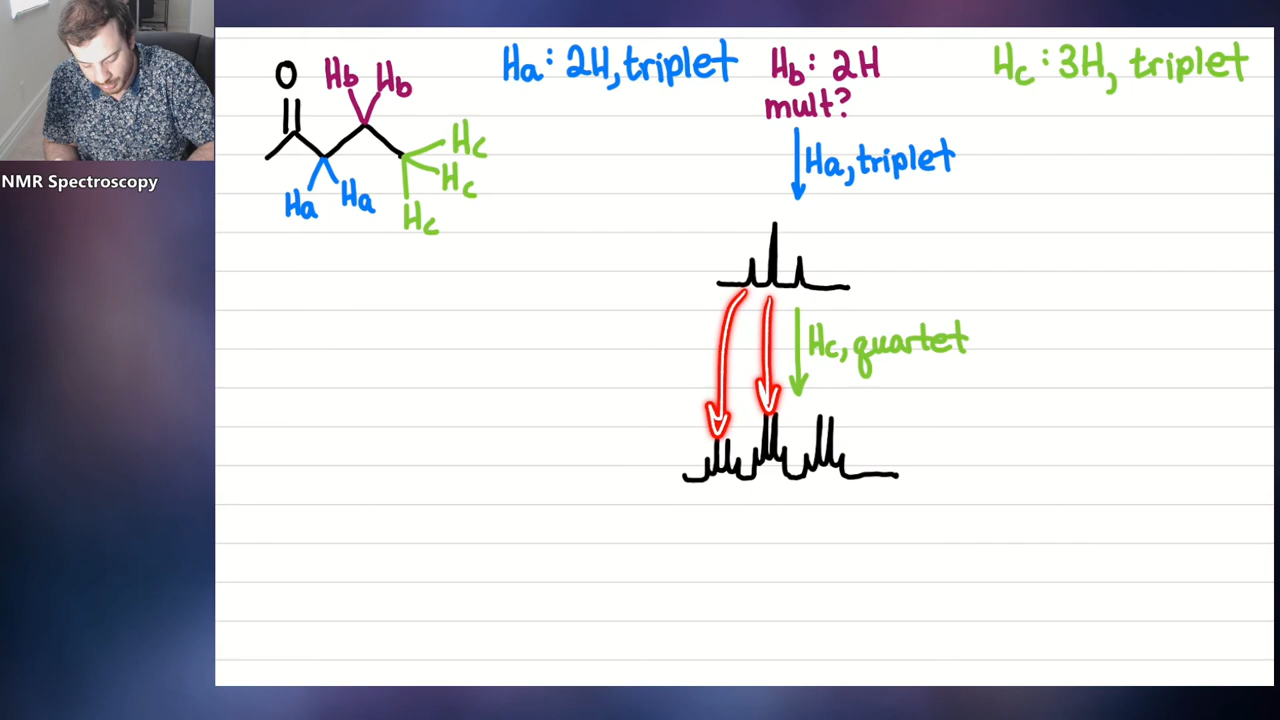 NMR Spectroscopy
O
Hb Hb
Ha Ha
Hc
Hc
Hc
Ha: 2H, triplet
Hb: 2H
mult?
Hc: 3H, triplet
Ha, triplet
Hc, quartet